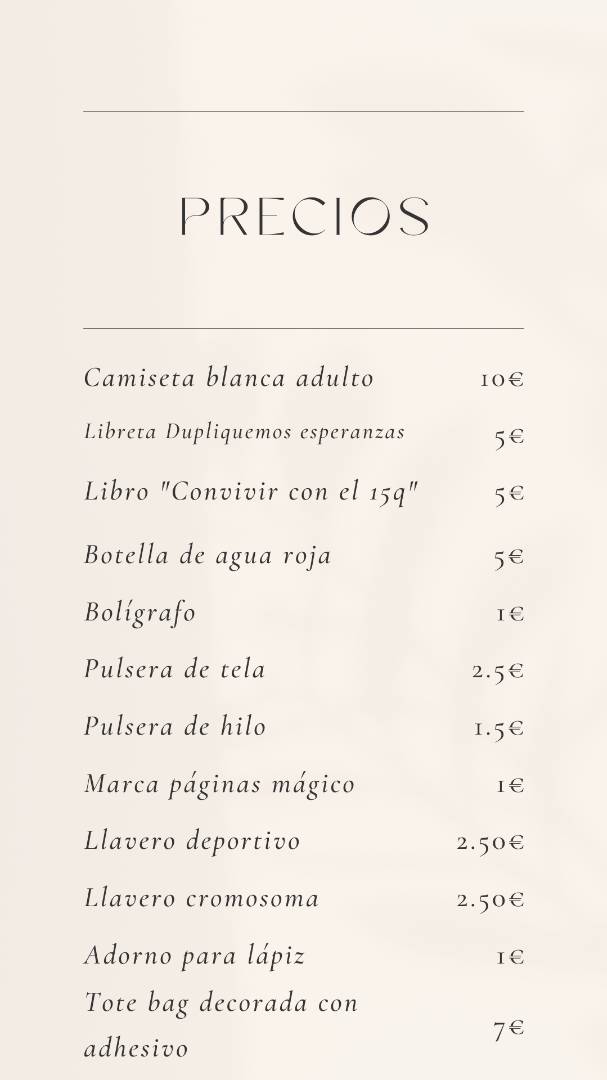 PRECIOS
Camiseta blanca adulto 10€
Libreta Dupliquemos esperanzas 5€
Libro "Convivir con el 15q" 5€
Botella de agua roja 5€
Bolígrafo 1€
Pulsera de tela 2.5€
Pulsera de hilo 1.5€
Marca páginas mágico 1€
Llavero deportivo 2.50€
Llavero cromosoma 2.50€
Adorno para lápiz 1€
Tote bag decorada con
adhesivo 7€